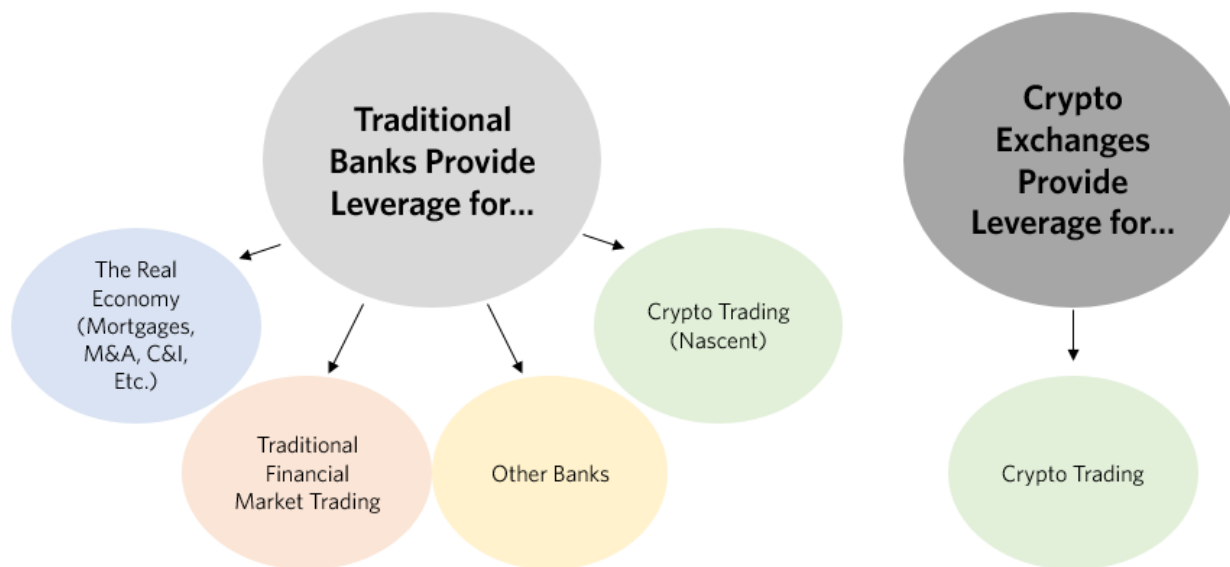 Traditional
Banks Provide
Leverage for...
Crypto
Exchanges
Provide
Leverage for...
The Real
Economy
(Mortgages,
M&A, C&I,
Etc.)
Traditional
Financial
Market Trading
Other Banks
Crypto Trading
(Nascent)
Crypto Trading